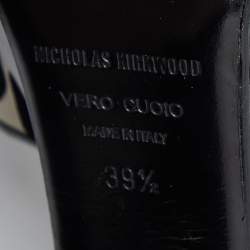 NICHOLAS KIRKWOOD
VERO CUOIO
MADE IN ITALY
39½